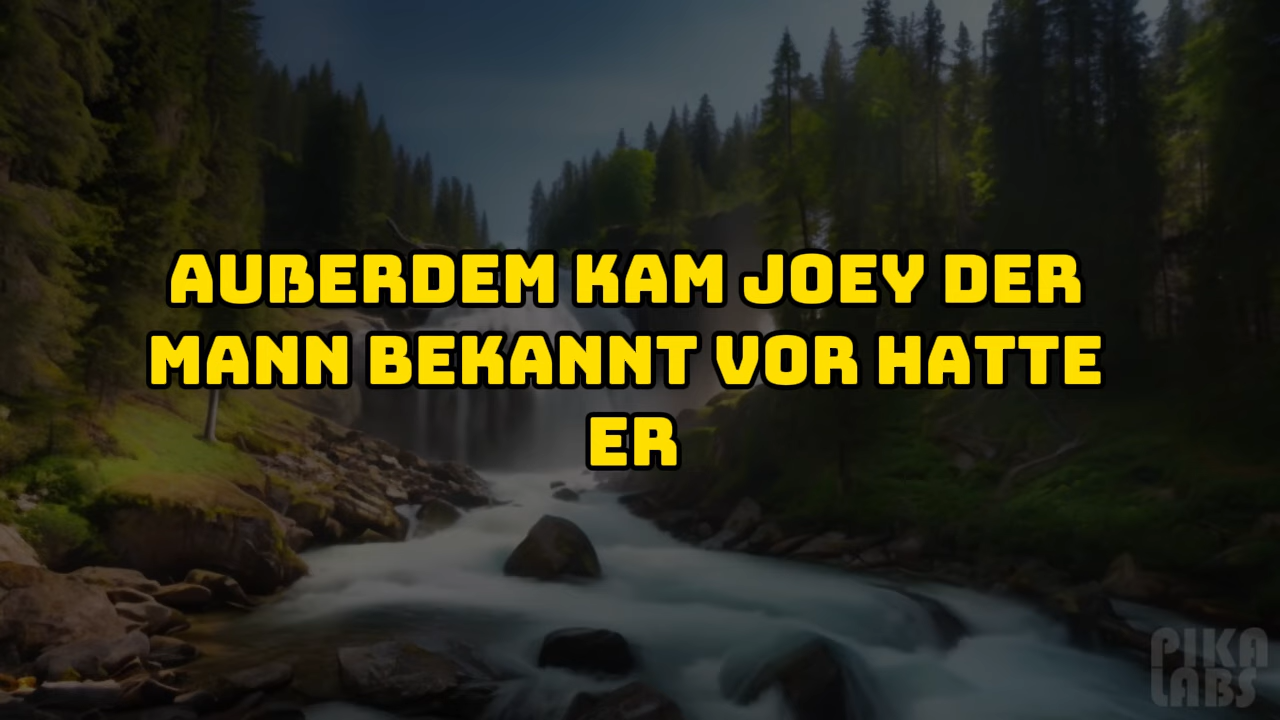 AUßERDEM KAM JOEY DER
MANN BEKANNT VOR HATTE
ER
PIKA
LABS